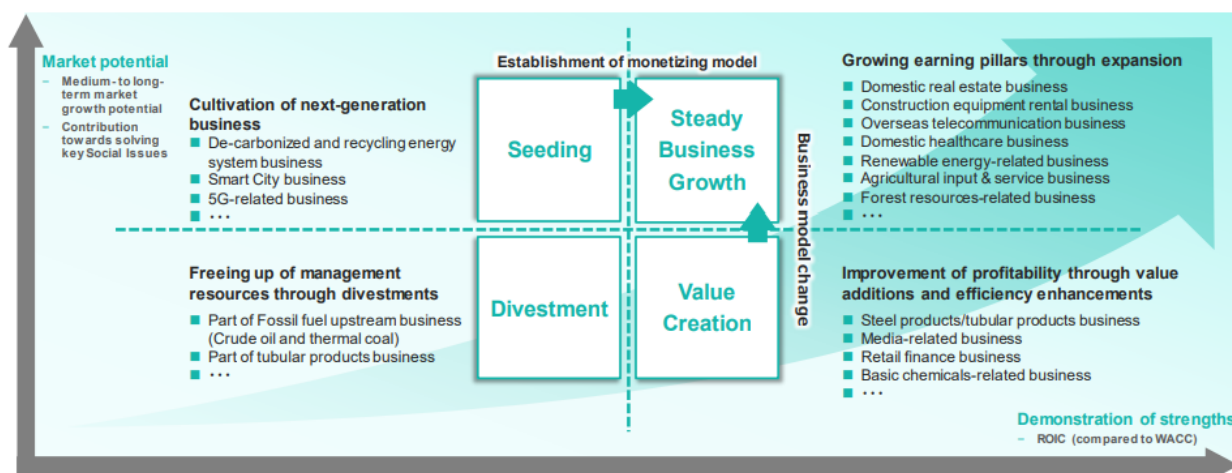 Market potential
– Medium- to long-
term market
growth potential
– Contribution
towards solving
key Social Issues
Establishment of monetizing model
Cultivation of next-generation
business
■ De-carbonized and recycling energy
system business
■ Smart City business
■ 5G-related business
■ ･･･
Seeding
Steady
Business
Growth
Growing earning pillars through expansion
■ Domestic real estate business
■ Construction equipment rental business
■ Overseas telecommunication business
■ Domestic healthcare business
■ Renewable energy-related business
■ Agricultural input & service business
■ Forest resources-related business
■ ･･･
Business model change
Freeing up of management
resources through divestments
■ Part of Fossil fuel upstream business
(Crude oil and thermal coal)
■ Part of tubular products business
■ ･･･
Divestment
Value
Creation
Improvement of profitability through value
additions and efficiency enhancements
■ Steel products/tubular products business
■ Media-related business
■ Retail finance business
■ Basic chemicals-related business
■ ･･･
Demonstration of strengths
– ROIC (compared to WACC)